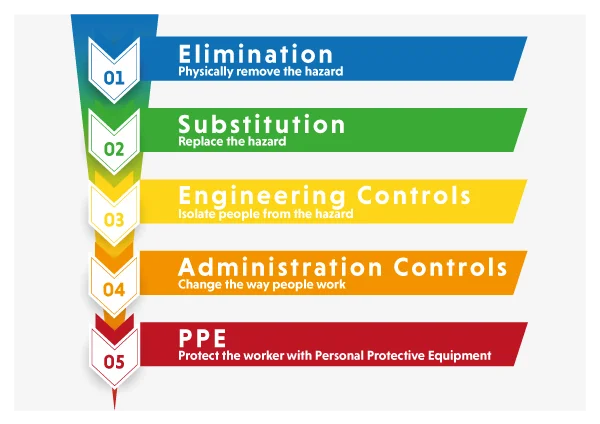 01
Elimination
Physically remove the hazard
02
Substitution
Replace the hazard
03
Engineering Controls
Isolate people from the hazard
04
Administration Controls
Change the way people work
05
PPE
Protect the worker with Personal Protective Equipment